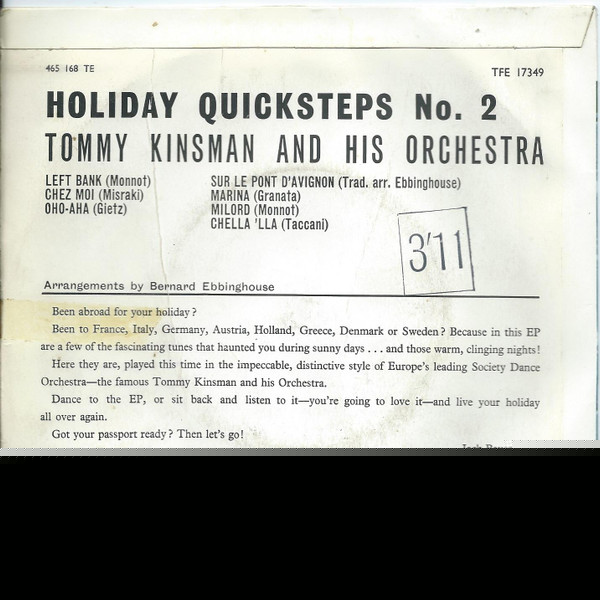 465 168 TE
TFE 17349
HOLIDAY QUICKSTEPS No. 2
TOMMY KINSMAN AND HIS ORCHESTRA
LEFT BANK (Monnot)
CHEZ MOI (Misraki)
OHO-AHA (Gietz)
SUR LE PONT D'AVIGNON (Trad. arr. Ebbinghouse)
MARINA (Granata)
MILORD (Monnot)
CHELLA 'LLA (Taccani)
3'11
Arrangements by Bernard Ebbinghouse
Been abroad for your holiday?
Been to France, Italy, Germany, Austria, Holland, Greece, Denmark or Sweden? Because in this EP
are a few of the fascinating tunes that haunted you during sunny days . . . and those warm, clinging nights!
Here they are, played this time in the impeccable, distinctive style of Europe's leading Society Dance
Orchestra—the famous Tommy Kinsman and his Orchestra.
Dance to the EP, or sit back and listen to it—you're going to love it—and live your holiday
all over again.
Got your passport ready? Then let's go!